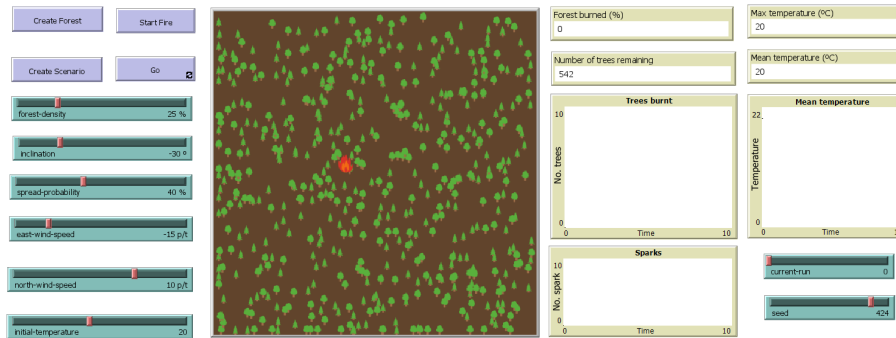 Create Forest
Start Fire
Create Scenario
Go
forest-density 25 %
inclination -30 º
spread-probability 40 %
east-wind-speed -15 p/t
north-wind-speed 10 p/t
initial-temperature 20
Forest burned (%)
0
Number of trees remaining
542
Max temperature (ºC)
20
Mean temperature (ºC)
20
Trees burnt
10
No. trees
0
0 Time 10
Mean temperature
22
Temperature
0
0 Time
Sparks
10
No. spark
0
0 Time 10
current-run 0
seed 424